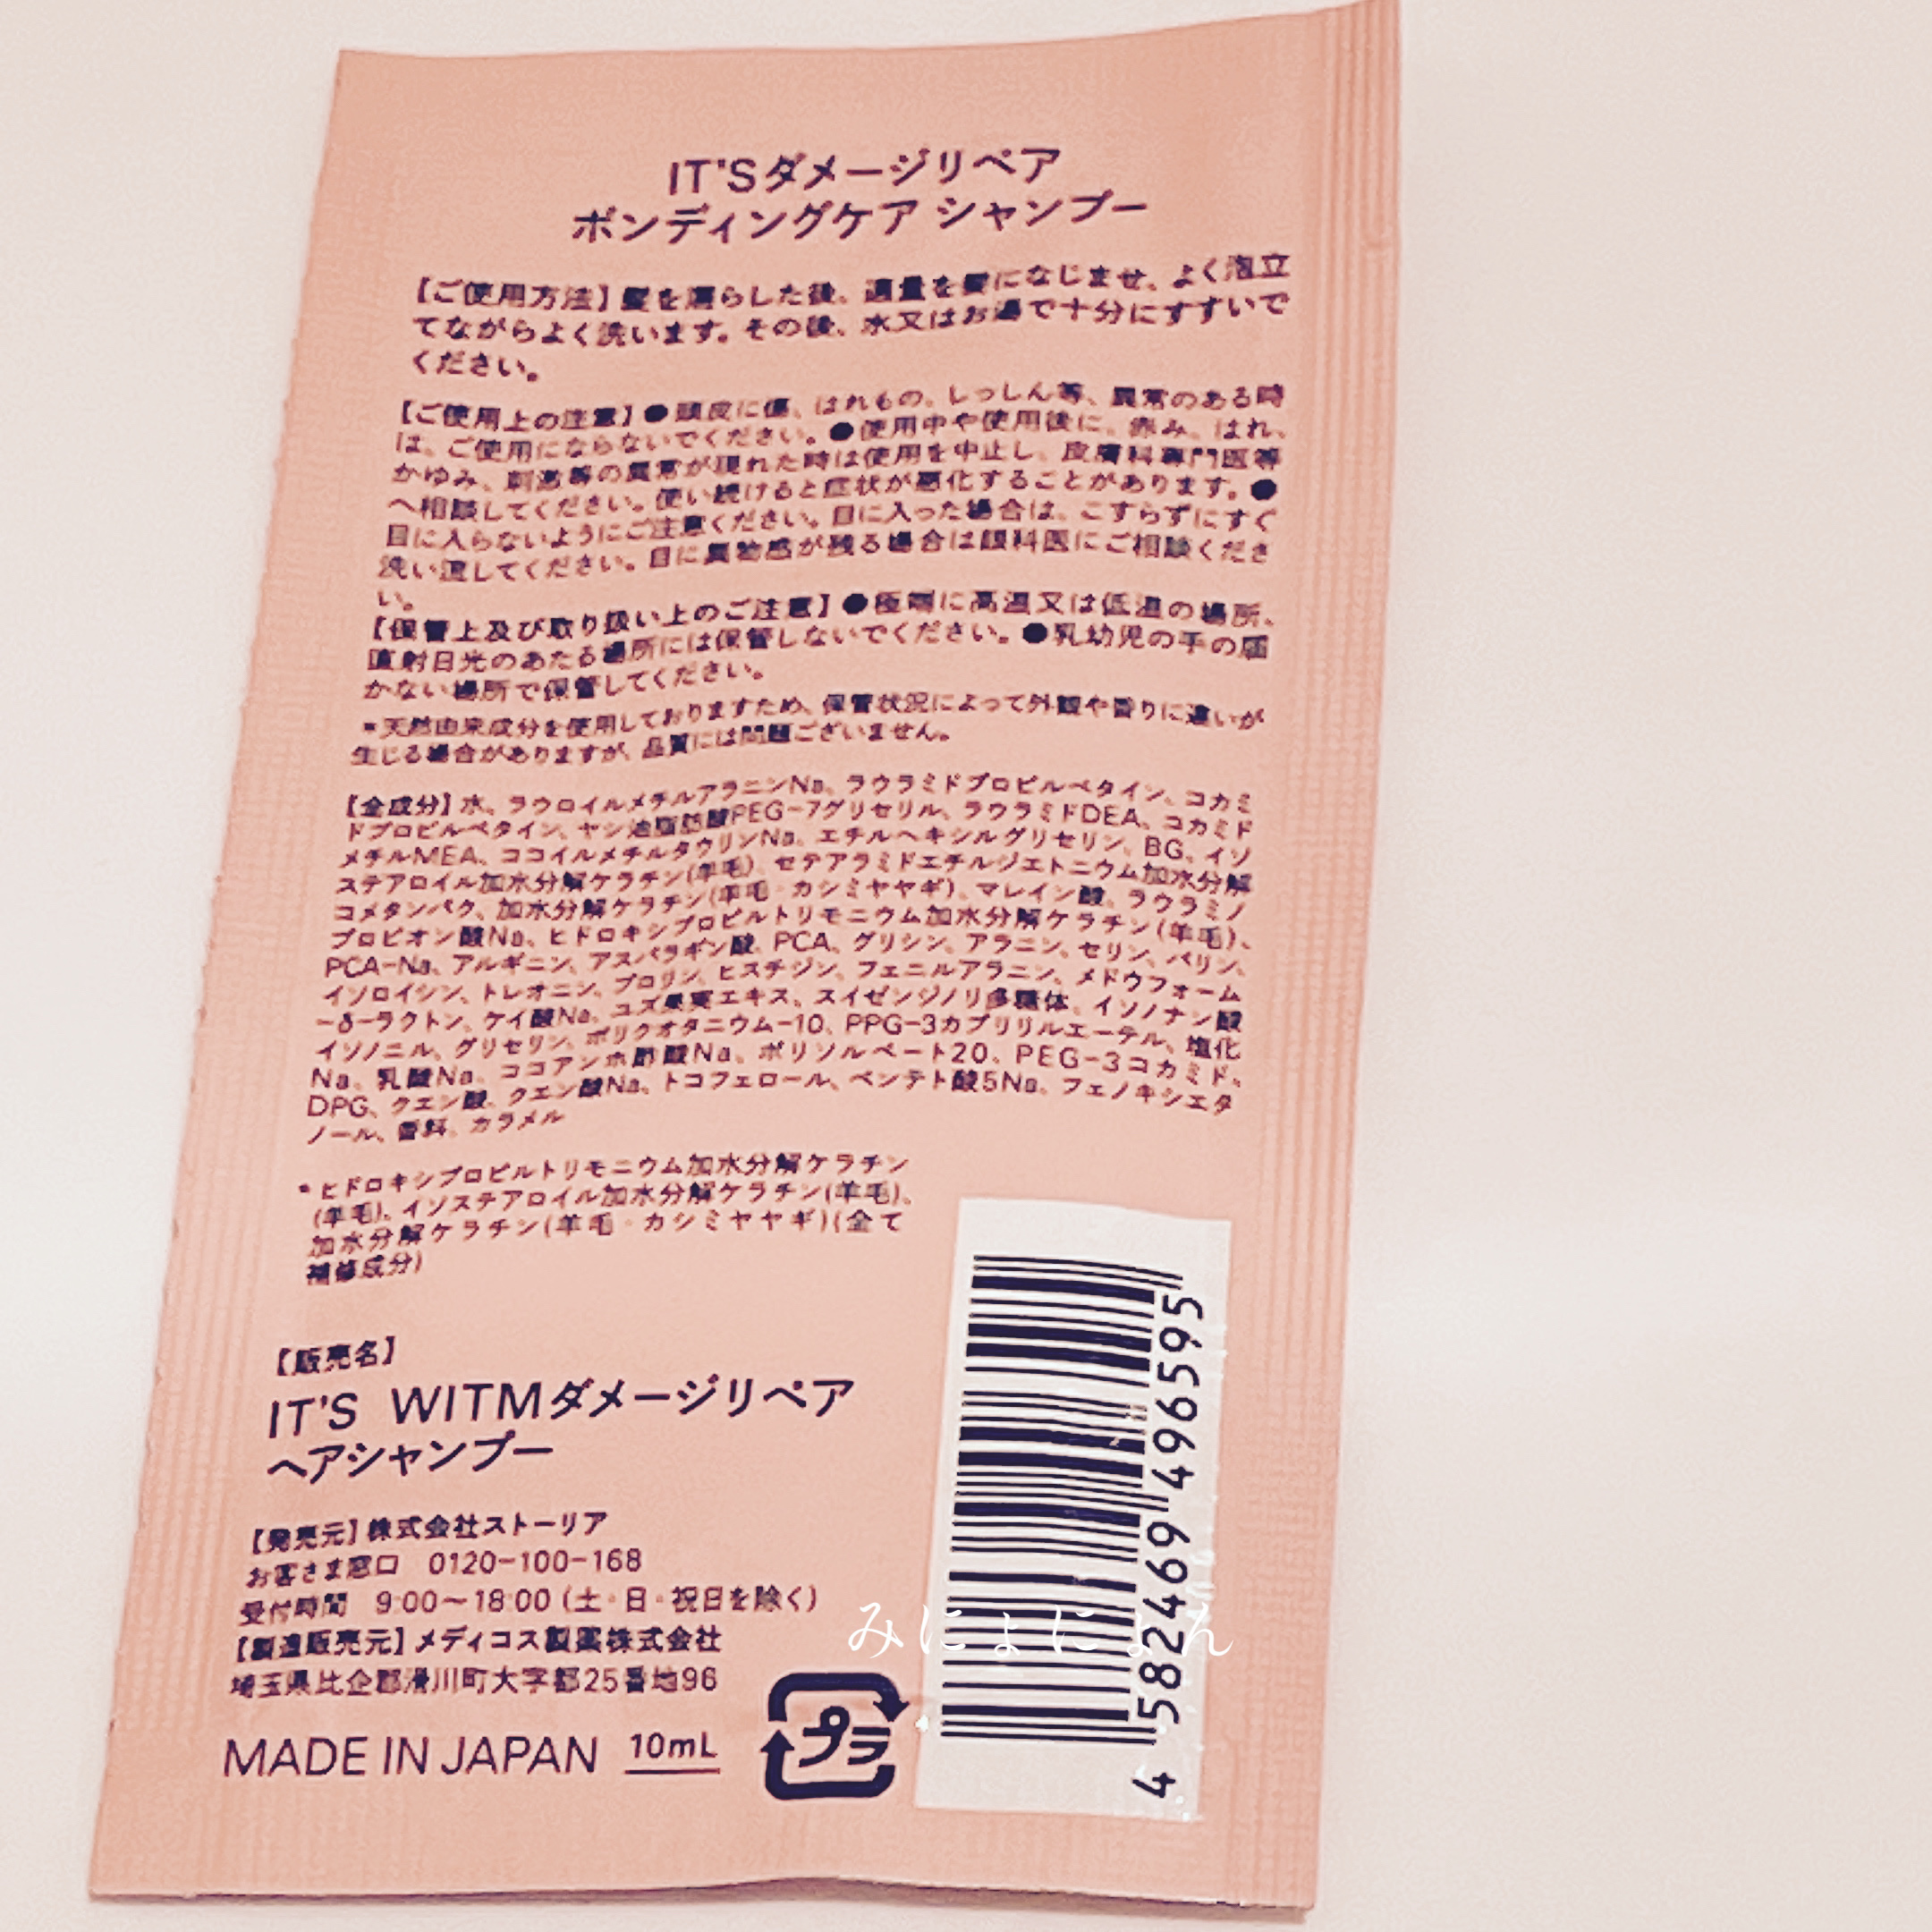 IT'Sダメージリペア
ボンディングケア シャンプー
【ご使用方法】髪を濡らした後、適量を髪になじませ、よく泡立
てながらよく洗います。その後、水又はお湯で十分にすすいで
ください。
【ご使用上の注意】●頭皮に傷、はれもの、しっしん等、異常のある時
は、ご使用にならないでください。●使用中や使用後に、赤み、はれ、
かゆみ、刺激等の異常が現れた時は使用を中止し、皮膚科専門医等
へ相談してください。使い続けると症状が悪化することがあります。●
目に入らないようにご注意ください。目に入った場合は、こすらずにすぐ
洗い流してください。目に異物感が残る場合は眼科医にご相談くださ
い。
【保管上及び取り扱い上のご注意】●極端に高温又は低温の場所、
直射日光のあたる場所には保管しないでください。●乳幼児の手の届
かない場所で保管してください。
*天然由来成分を使用しておりますため、保管状況によって外観や香りに違いが
生じる場合がありますが、品質には問題ございません。
【全成分】水、ラウロイルメチルアラニンNa、ラウラミドプロピルベタイン、コカミ
ドプロピルベタイン、ヤシ油脂肪酸PEG-7グリセリル、ラウラミドDEA、コカミド
メチルMEA、ココイルメチルタウリンNa、エチルヘキシルグリセリン、BG、イソ
ステアロイル加水分解ケラチン(羊毛)、セテアラミドエチルジエトニウム加水分解
コメタンパク、加水分解ケラチン(羊毛・カシミヤヤギ)、マレイン酸、ラウラミノ
プロピオン酸Na、ヒドロキシプロピルトリモニウム加水分解ケラチン(羊毛)、
PCA-Na、アルギニン、アスパラギン酸、PCA、グリシン、アラニン、セリン、バリン、
イソロイシン、トレオニン、プロリン、ヒスチジン、フェニルアラニン、メドウフォーム
-δ-ラクトン、ケイ酸Na、ユズ果実エキス、スイゼンジノリ多糖体、イソノナン酸
イソノニル、グリセリン、ポリクオタニウム-10、PPG-3カプリリルエーテル、塩化
Na、乳酸Na、ココアンホ酢酸Na、ポリソルベート20、PEG-3コカミド、
DPG、クエン酸、クエン酸Na、トコフェロール、ペンテト酸5Na、フェノキシエタ
ノール、香料、カラメル
*ヒドロキシプロピルトリモニウム加水分解ケラチン
(羊毛)、イソステアロイル加水分解ケラチン(羊毛)、
加水分解ケラチン(羊毛・カシミヤヤギ)(全て
補修成分)
【販売名】
IT'S WITMダメージリペア
ヘアシャンプー
【発売元】株式会社ストーリア
お客さま窓口 0120-100-168
受付時間 9:00〜18:00(土・日・祝日を除く)
【製造販売元】メディコス製薬株式会社
埼玉県比企郡滑川町大字都25番地96
MADE IN JAPAN 10mL
プラ
4 582469 496595
みにょにょん